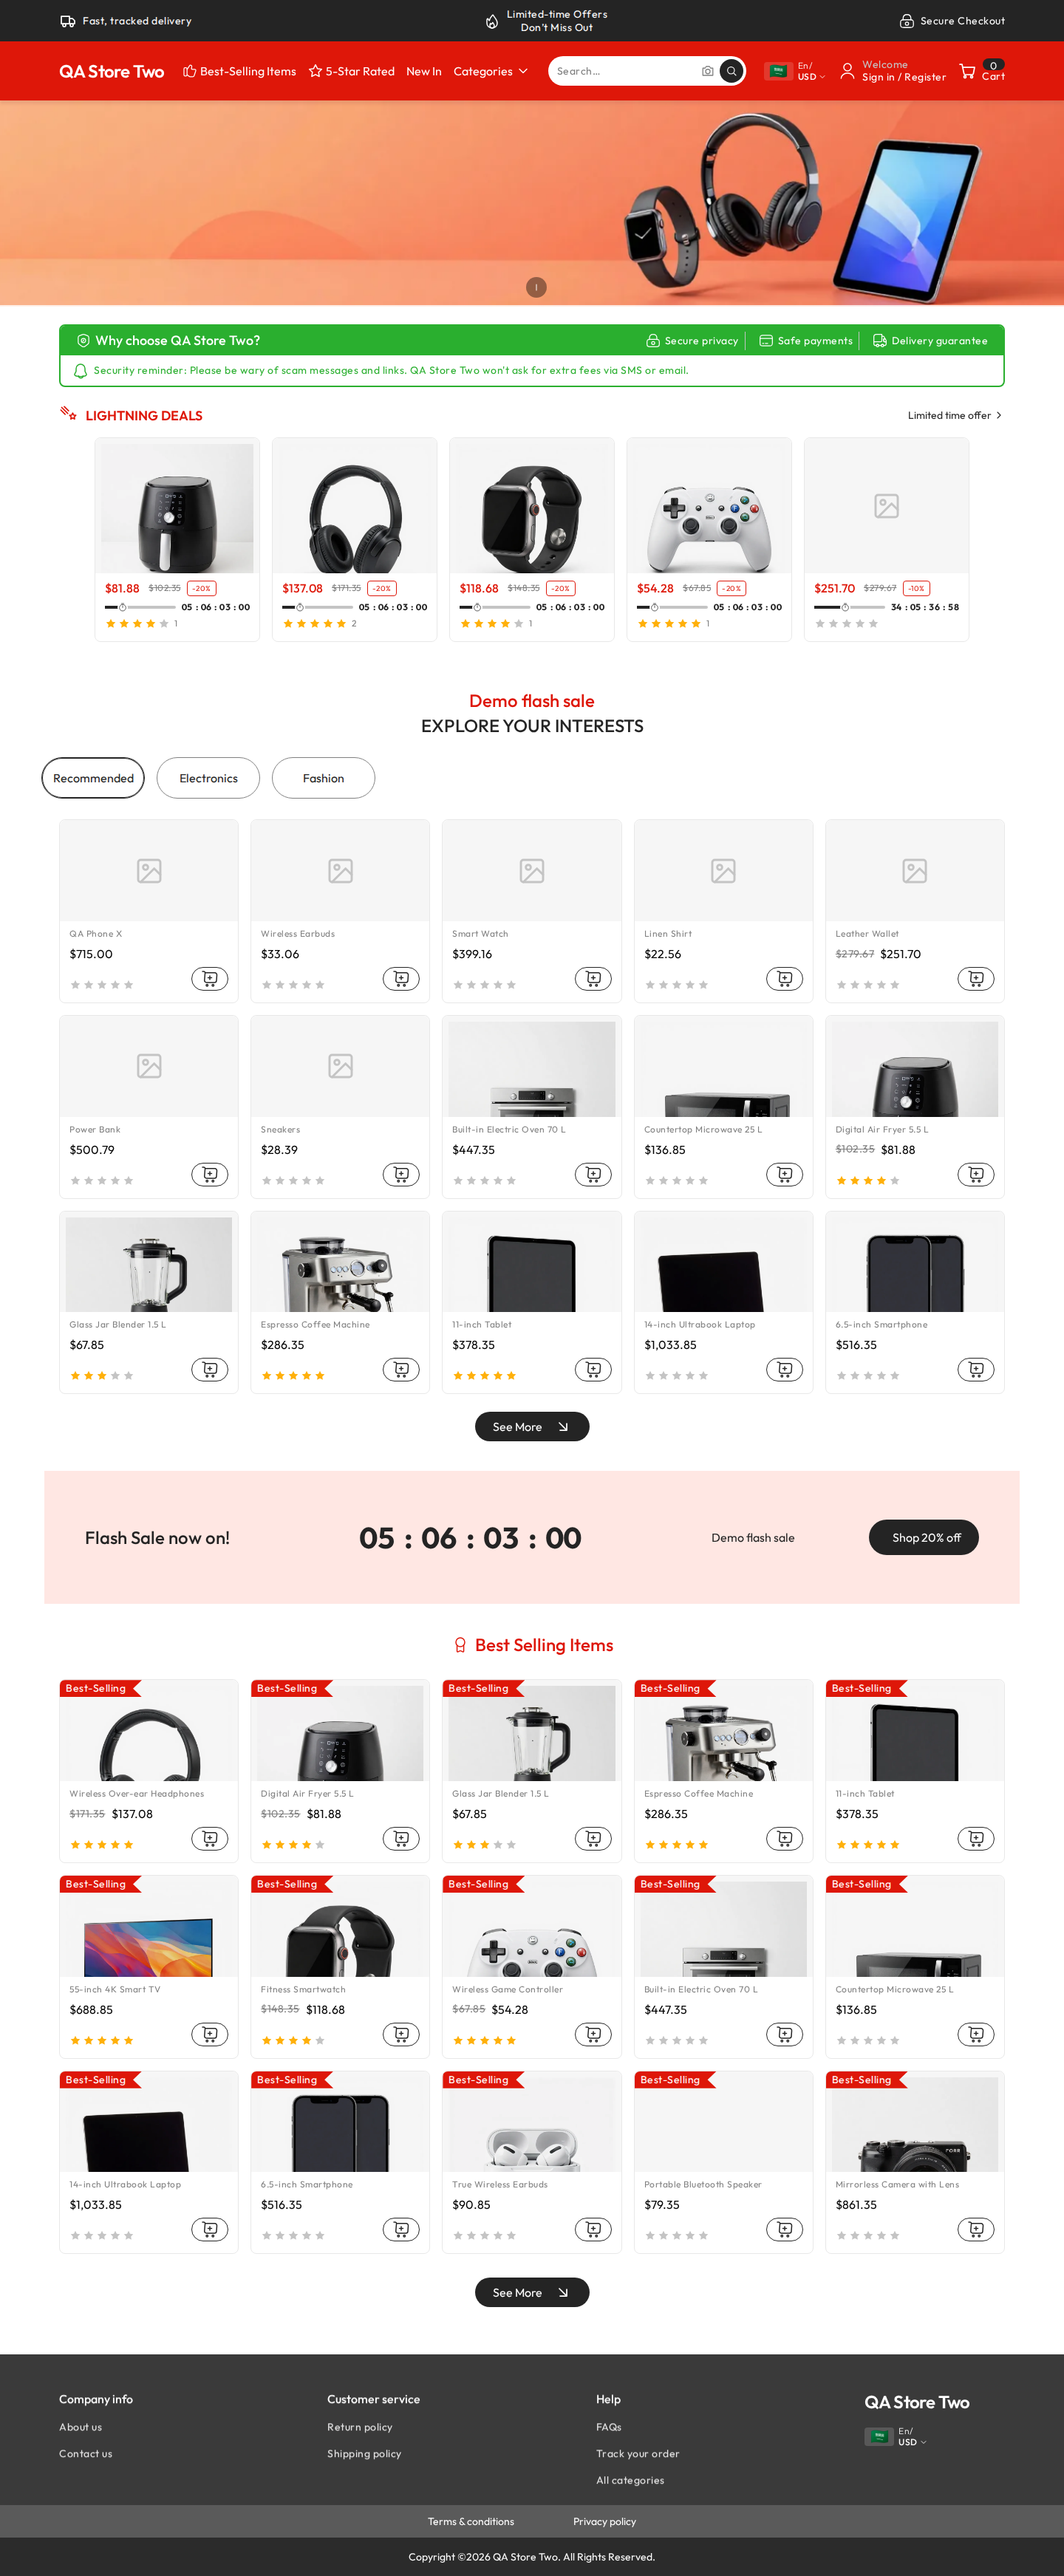 Fast, tracked delivery
Limited-time Offers
Don't Miss Out
Secure Checkout
QA Store Two
Best-Selling Items
5-Star Rated
New In
Categories
Search...
En/
USD
Welcome
Sign in / Register
0
Cart
Why choose QA Store Two?
Secure privacy
Safe payments
Delivery guarantee
Security reminder: Please be wary of scam messages and links. QA Store Two won't ask for extra fees via SMS or email.
LIGHTNING DEALS
Limited time offer
$81.88 $102.35 -20%
05 : 06 : 03 : 00
1
$137.08 $171.35 -20%
05 : 06 : 03 : 00
2
$118.68 $148.35 -20%
05 : 06 : 03 : 00
1
$54.28 $67.85 -20%
05 : 06 : 03 : 00
1
$251.70 $279.67 -10%
34 : 05 : 36 : 58
Demo flash sale
EXPLORE YOUR INTERESTS
Recommended
Electronics
Fashion
QA Phone X
$715.00
Wireless Earbuds
$33.06
Smart Watch
$399.16
Linen Shirt
$22.56
Leather Wallet
$279.67 $251.70
Power Bank
$500.79
Sneakers
$28.39
Built-in Electric Oven 70 L
$447.35
Countertop Microwave 25 L
$136.85
Digital Air Fryer 5.5 L
$102.35 $81.88
Glass Jar Blender 1.5 L
$67.85
Espresso Coffee Machine
$286.35
11-inch Tablet
$378.35
14-inch Ultrabook Laptop
$1,033.85
6.5-inch Smartphone
$516.35
See More
Flash Sale now on!
05 : 06 : 03 : 00
Demo flash sale
Shop 20% off
Best Selling Items
Best-Selling
Wireless Over-ear Headphones
$171.35 $137.08
Best-Selling
Digital Air Fryer 5.5 L
$102.35 $81.88
Best-Selling
Glass Jar Blender 1.5 L
$67.85
Best-Selling
Espresso Coffee Machine
$286.35
Best-Selling
11-inch Tablet
$378.35
Best-Selling
55-inch 4K Smart TV
$688.85
Best-Selling
Fitness Smartwatch
$148.35 $118.68
Best-Selling
Wireless Game Controller
$67.85 $54.28
Best-Selling
Built-in Electric Oven 70 L
$447.35
Best-Selling
Countertop Microwave 25 L
$136.85
Best-Selling
14-inch Ultrabook Laptop
$1,033.85
Best-Selling
6.5-inch Smartphone
$516.35
Best-Selling
True Wireless Earbuds
$90.85
Best-Selling
Portable Bluetooth Speaker
$79.35
Best-Selling
Mirrorless Camera with Lens
$861.35
See More
Company info
About us
Contact us
Customer service
Return policy
Shipping policy
Help
FAQs
Track your order
All categories
QA Store Two
En/
USD
Terms & conditions
Privacy policy
Copyright ©2026 QA Store Two. All Rights Reserved.